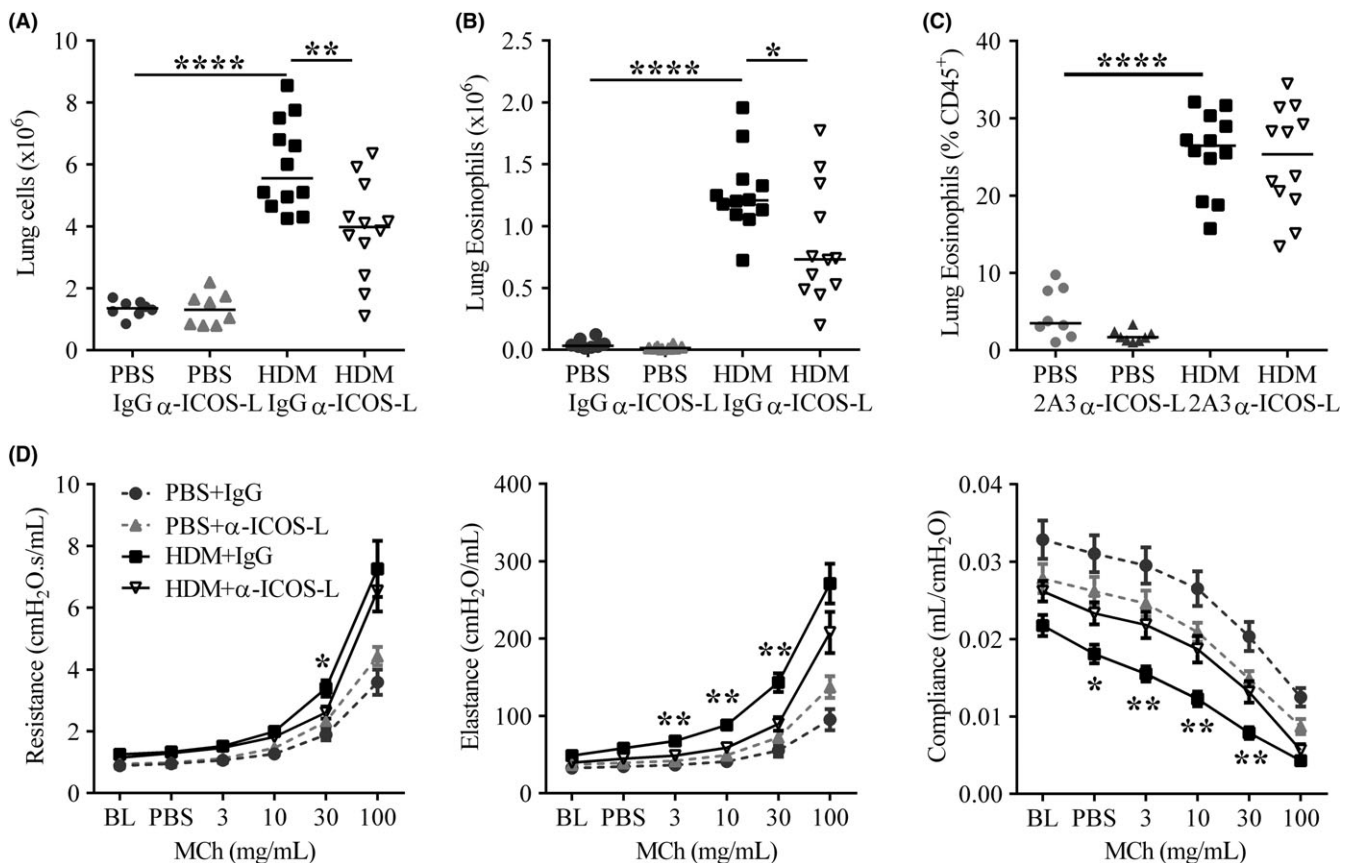 (A)
****
**
Lung cells (x10⁶)
10
8
6
4
2
0
PBS PBS HDM HDM
IgG α-ICOS-L IgG α-ICOS-L
(B)
****
*
Lung Eosinophils (x10⁶)
2.5
2.0
1.5
1.0
0.5
0.0
PBS PBS HDM HDM
IgG α-ICOS-L IgG α-ICOS-L
(C)
****
Lung Eosinophils (% CD45⁺)
40
30
20
10
0
PBS PBS HDM HDM
2A3 α-ICOS-L 2A3 α-ICOS-L
(D)
Resistance (cmH₂O.s/mL)
10
8
6
4
2
0
PBS+IgG
PBS+α-ICOS-L
HDM+IgG
HDM+α-ICOS-L
*
BL PBS 3 10 30 100
MCh (mg/mL)
Elastance (cmH₂O/mL)
400
300
200
100
0
** ** **
BL PBS 3 10 30 100
MCh (mg/mL)
Compliance (mL/cmH₂O)
0.04
0.03
0.02
0.01
0.00
* ** ** **
BL PBS 3 10 30 100
MCh (mg/mL)